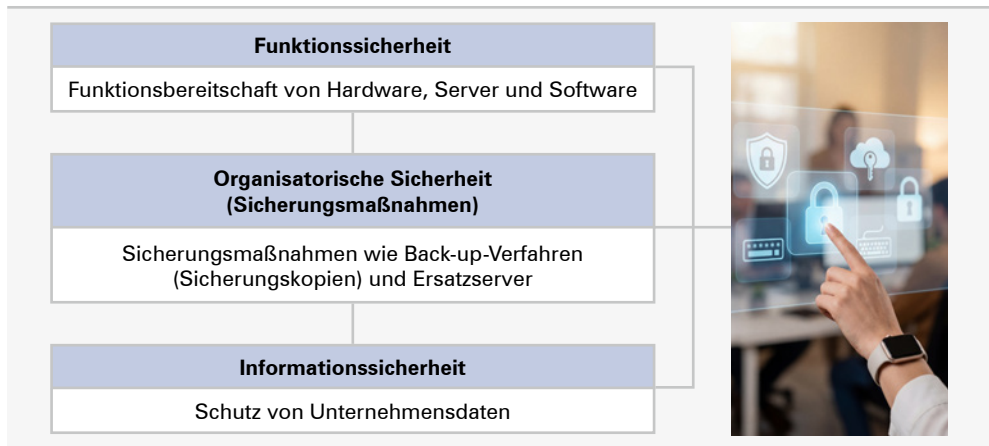 Funktionssicherheit
Funktionsbereitschaft von Hardware, Server und Software
Organisatorische Sicherheit
(Sicherungsmaßnahmen)
Sicherungsmaßnahmen wie Back-up-Verfahren
(Sicherungskopien) und Ersatzserver
Informationssicherheit
Schutz von Unternehmensdaten